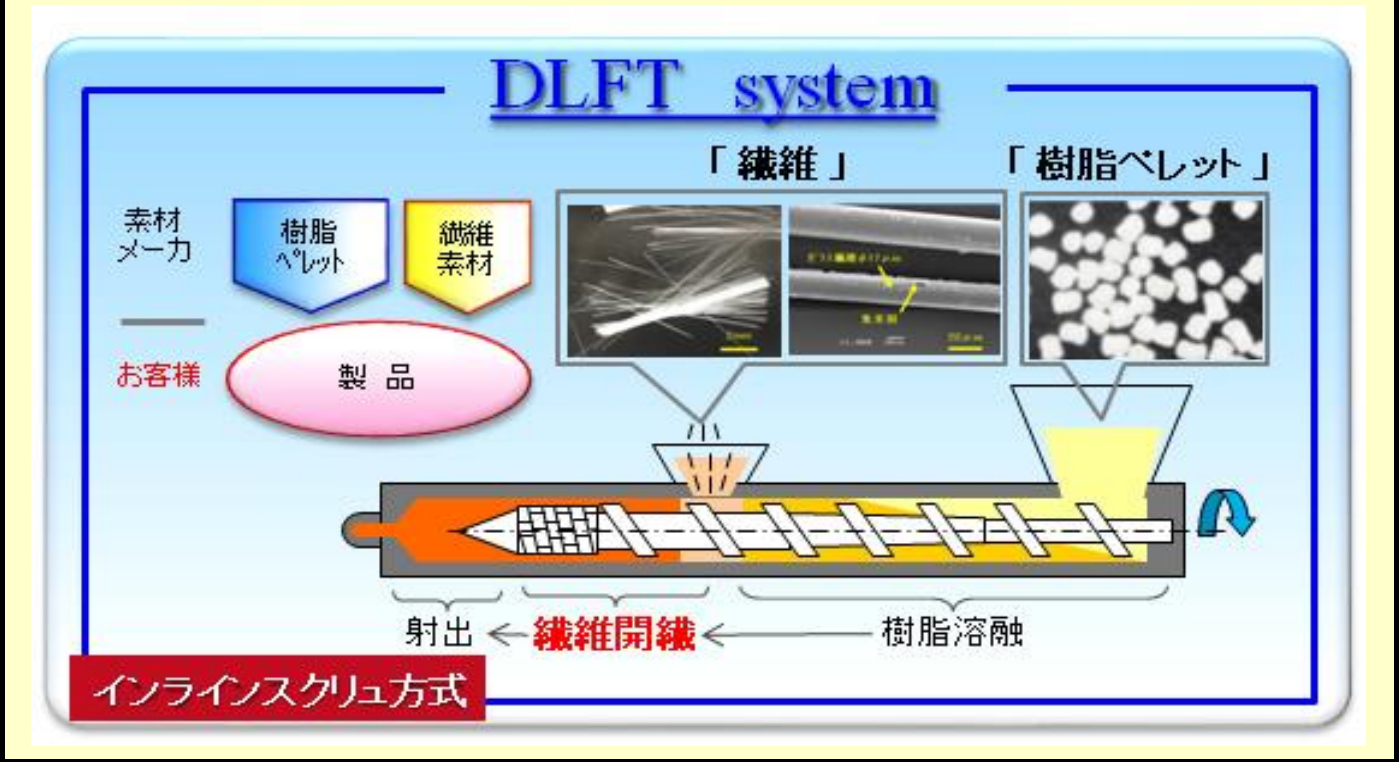 DLFT system
「 繊維 」
「 樹脂ペレット 」
素材
メーカ
樹脂
ペレット
繊維
素材
お客様
製 品
射出
繊維開繊
樹脂溶融
インラインスクリュ方式